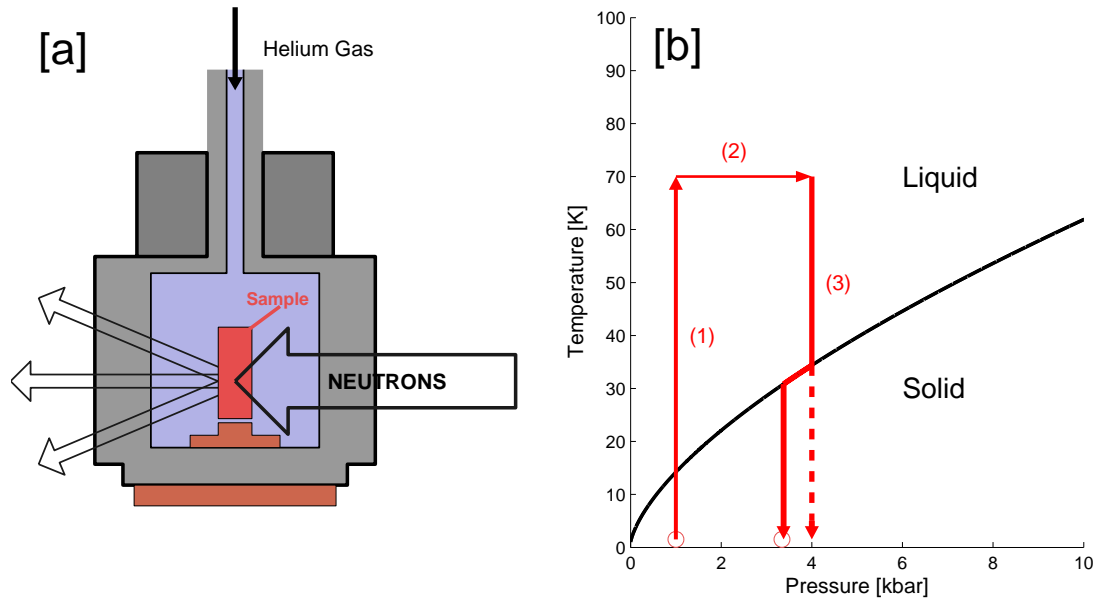 [a]
Helium Gas
Sample
NEUTRONS
[b]
100
90
80
70
60
50
40
30
20
10
0
Temperature [K]
(1)
(2)
(3)
Liquid
Solid
0 2 4 6 8 10
Pressure [kbar]